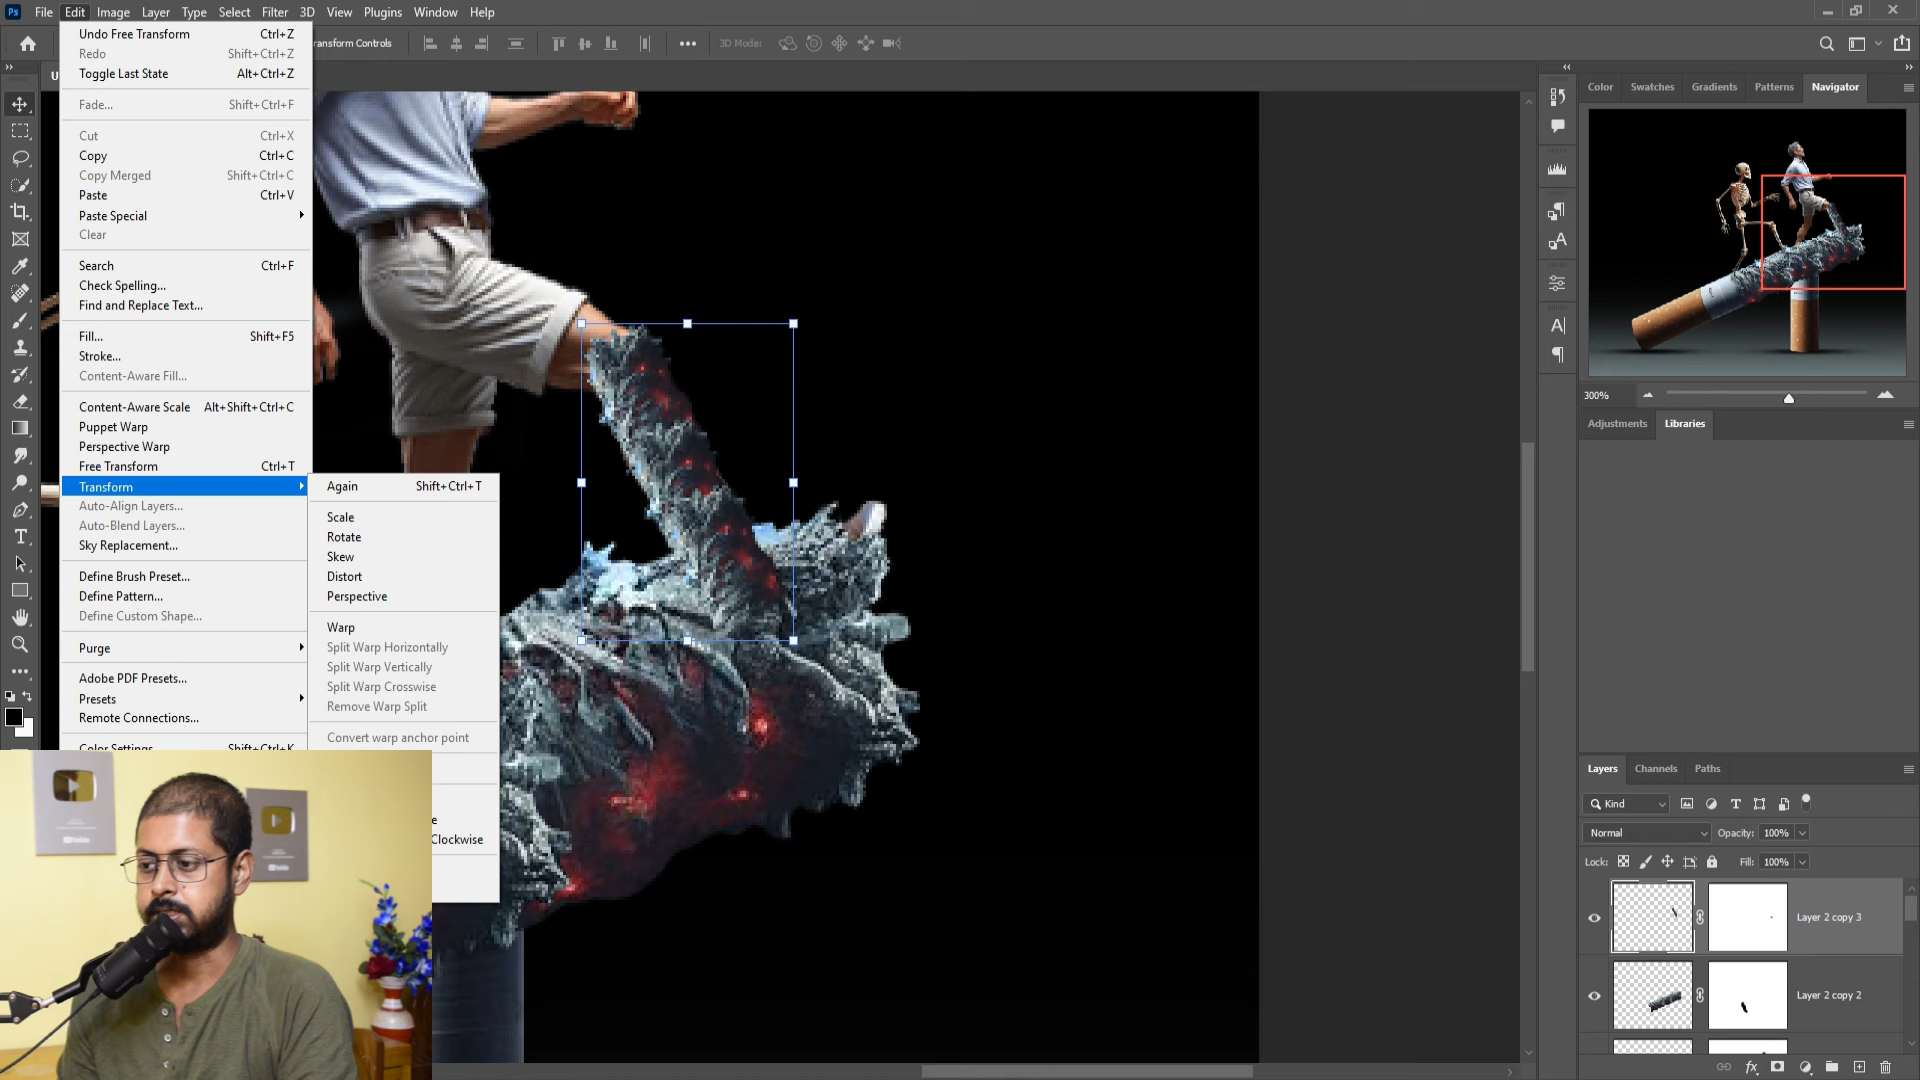 Ps File Edit Image Layer Type Select Filter 3D View Plugins Window Help
ransform Controls
3D Mode:
Undo Free Transform Ctrl+Z
Redo Shift+Ctrl+Z
Toggle Last State Alt+Ctrl+Z
Fade... Shift+Ctrl+F
Cut Ctrl+X
Copy Ctrl+C
Copy Merged Shift+Ctrl+C
Paste Ctrl+V
Paste Special
Clear
Search Ctrl+F
Check Spelling...
Find and Replace Text...
Fill... Shift+F5
Stroke...
Content-Aware Fill...
Content-Aware Scale Alt+Shift+Ctrl+C
Puppet Warp
Perspective Warp
Free Transform Ctrl+T
Transform
Auto-Align Layers...
Auto-Blend Layers...
Sky Replacement...
Define Brush Preset...
Define Pattern...
Define Custom Shape...
Purge
Adobe PDF Presets...
Presets
Remote Connections...
Color Settings... Shift+Ctrl+K
Again Shift+Ctrl+T
Scale
Rotate
Skew
Distort
Perspective
Warp
Split Warp Horizontally
Split Warp Vertically
Split Warp Crosswise
Remove Warp Split
Convert warp anchor point
e
Clockwise
Color Swatches Gradients Patterns Navigator
300%
Adjustments Libraries
Layers Channels Paths
Kind
Normal Opacity: 100%
Lock: Fill: 100%
Layer 2 copy 3
Layer 2 copy 2